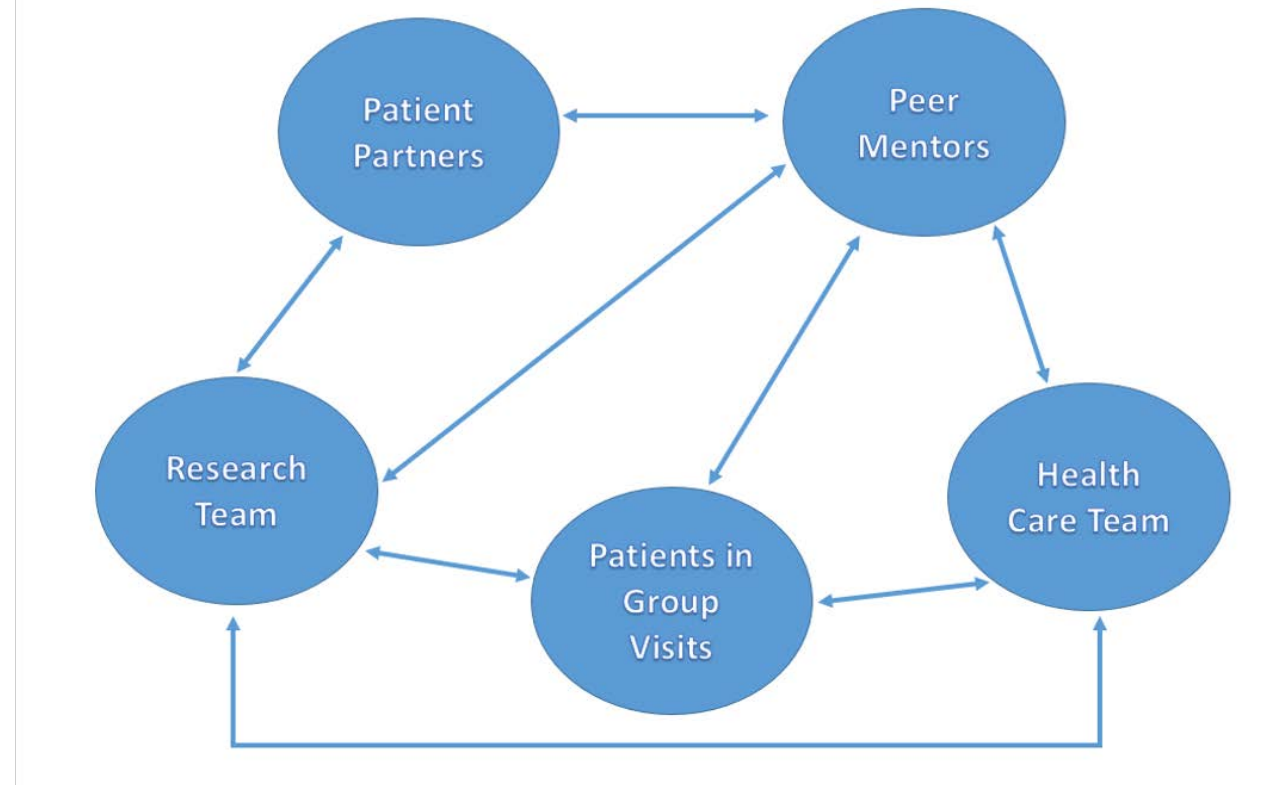 Patient
Partners
Peer
Mentors
Research
Team
Patients in
Group
Visits
Health
Care Team